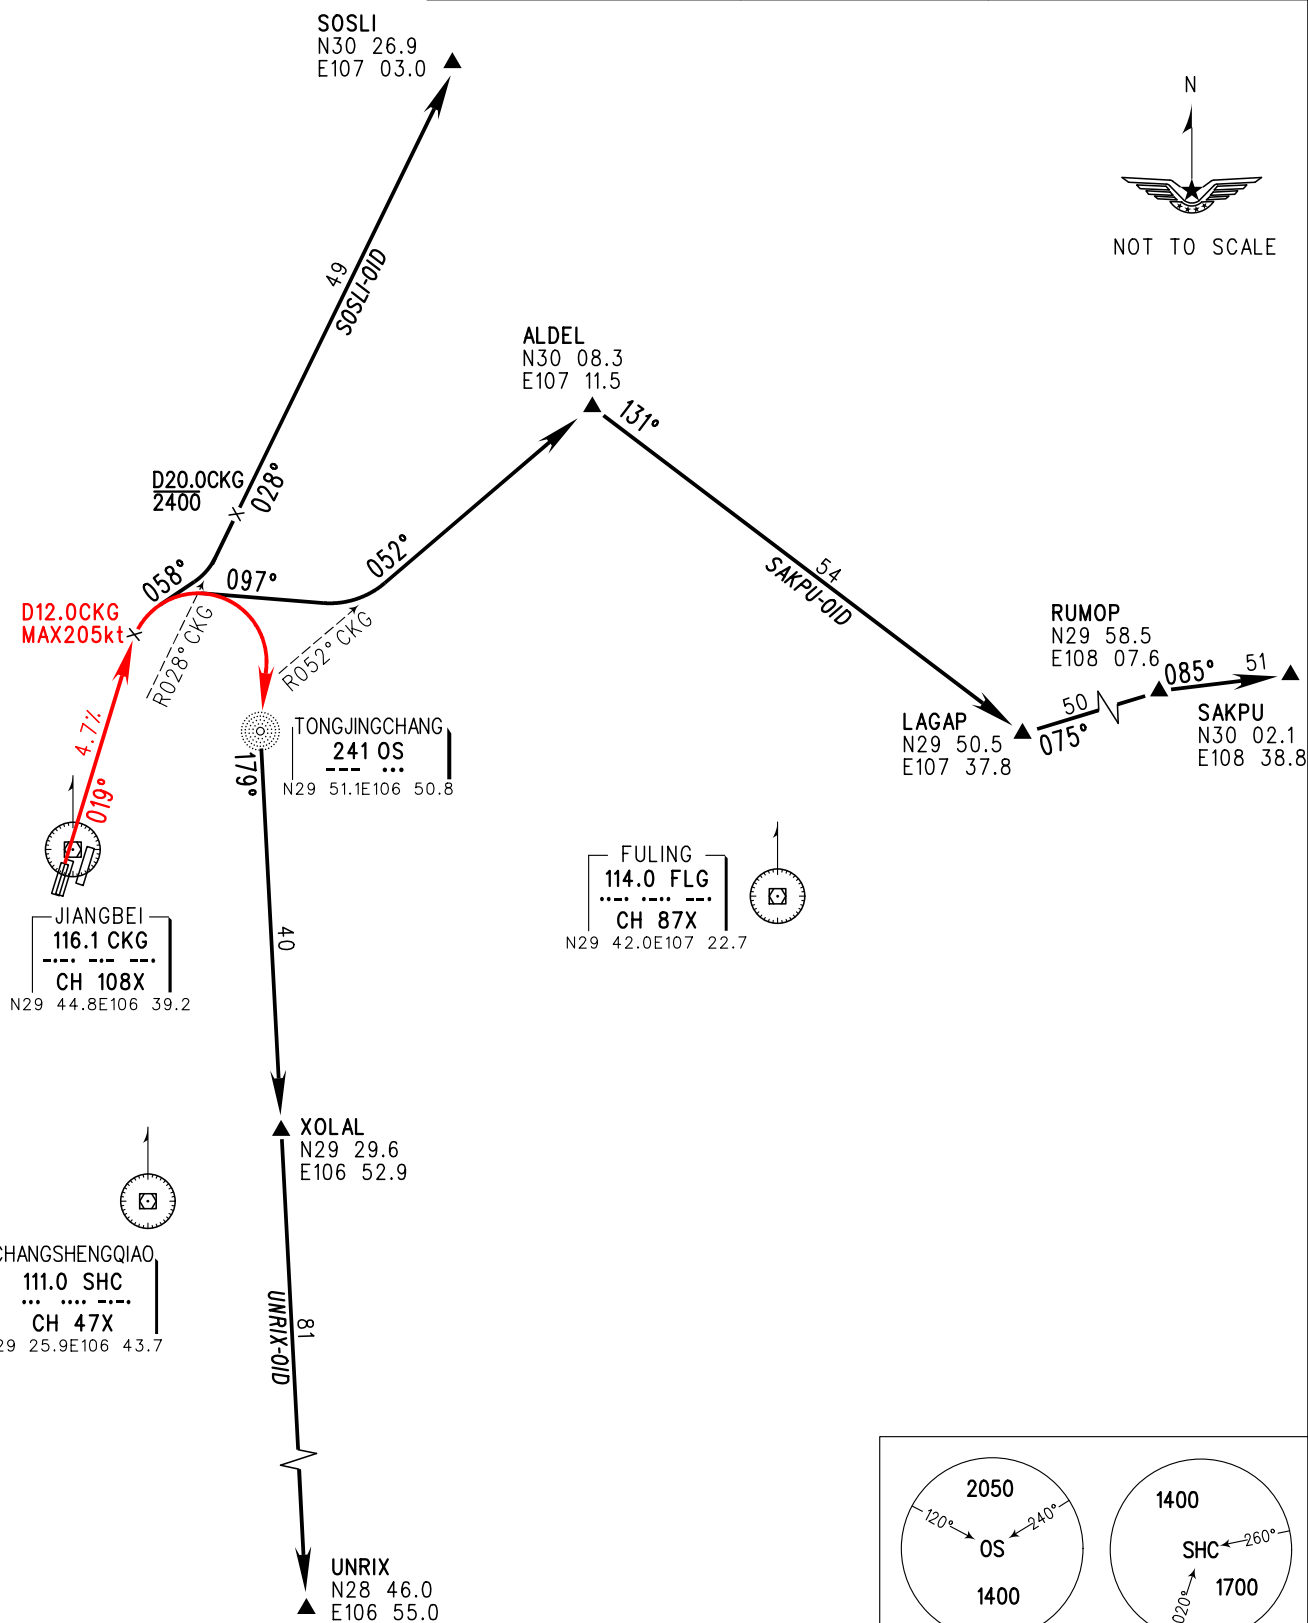 SOSLI
N30 26.9
E107 03.0
N
NOT TO SCALE
49
SOSLI-01D
ALDEL
N30 08.3
E107 11.5
131°
D20.0CKG
2400
028°
052°
54
SAKPU-01D
058°
097°
D12.0CKG
MAX205kt
R028° CKG
R052° CKG
RUMOP
N29 58.5
E108 07.6
085°
51
50
075°
LAGAP
N29 50.5
E107 37.8
SAKPU
N30 02.1
E108 38.8
4.7%
019°
TONGJINGCHANG
241 OS
N29 51.1E106 50.8
179°
JIANGBEI
116.1 CKG
CH 108X
N29 44.8E106 39.2
FULING
114.0 FLG
CH 87X
N29 42.0E107 22.7
40
XOLAL
N29 29.6
E106 52.9
CHANGSHENGQIAO
111.0 SHC
CH 47X
29 25.9E106 43.7
UNRIX-01D
81
UNRIX
N28 46.0
E106 55.0
2050
120°
240°
OS
1400
1400
SHC
260°
1700
020°